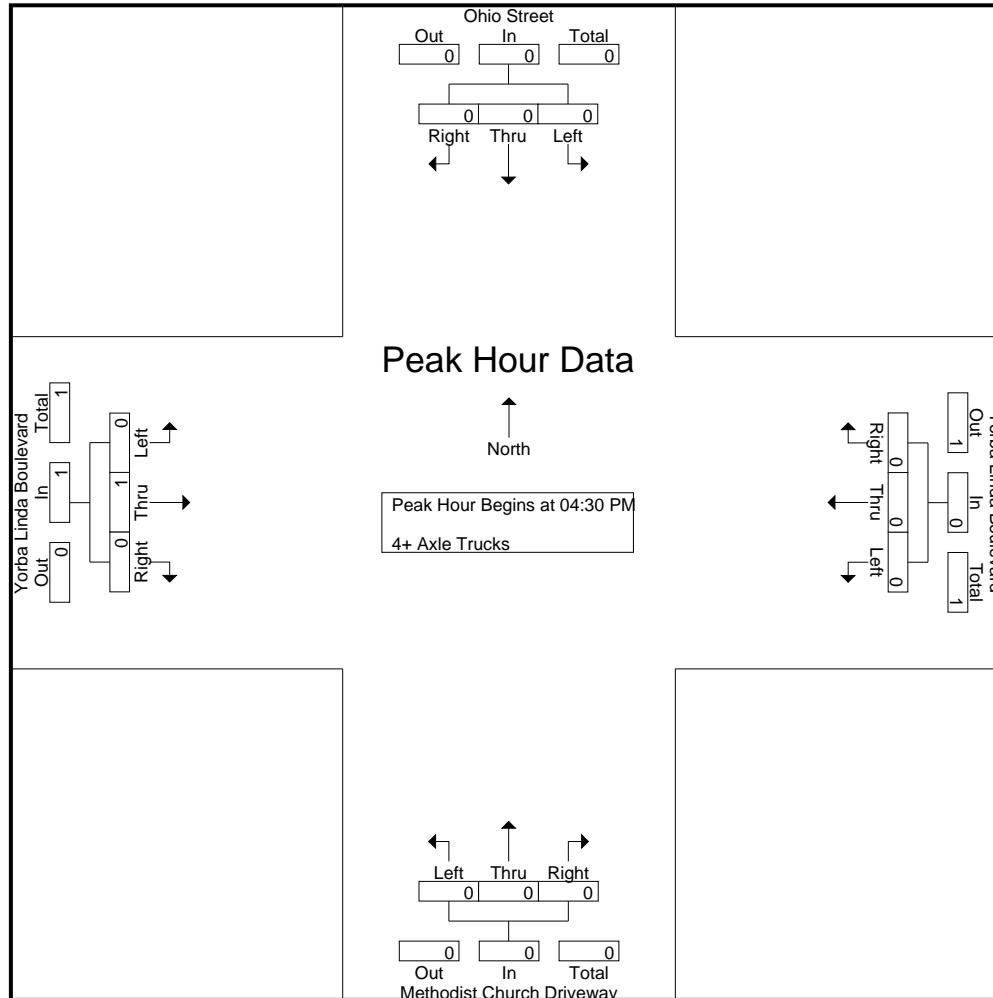 Ohio Street
Out In Total
0 0 0
0 0 0
Right Thru Left
Peak Hour Data
North
Peak Hour Begins at 04:30 PM
4+ Axle Trucks
Yorba Linda Boulevard
Out In Total
0 1 1
0 1 0
Left Thru Right
Out In Total
1 0 1
Right Thru Left
0 0 0
Left Thru Right
0 0 0
0 0 0
Out In Total
Methodist Church Driveway